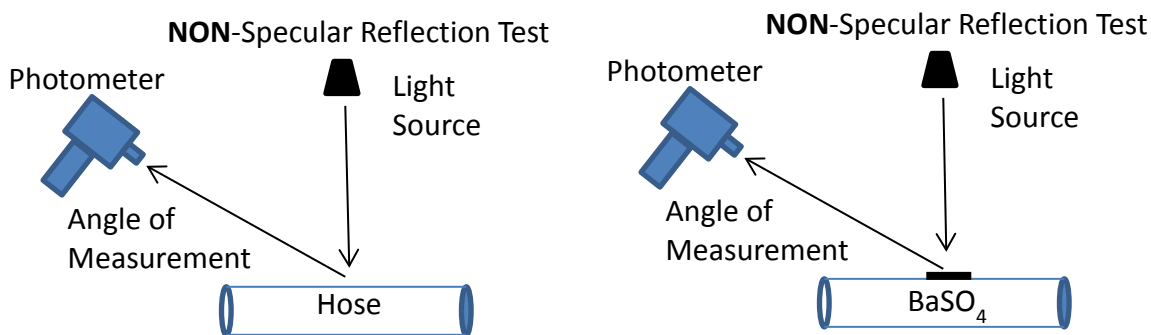 NON-Specular Reflection Test
Photometer
Light
Source
Angle of
Measurement
Hose
NON-Specular Reflection Test
Photometer
Light
Source
Angle of
Measurement
BaSO4